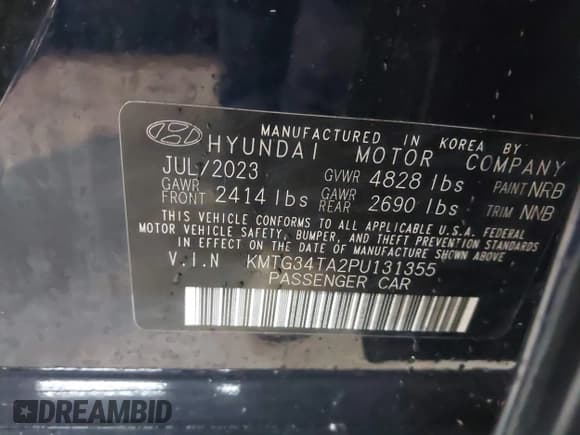 MANUFACTURED IN KOREA BY
HYUNDAI MOTOR COMPANY
JUL/2023 GVWR 4828 lbs PAINT NRB
GAWR FRONT 2414 lbs GAWR REAR 2690 lbs TRIM NNB
THIS VEHICLE CONFORMS TO ALL APPLICABLE U.S.A. FEDERAL
MOTOR VEHICLE SAFETY, BUMPER, AND THEFT PREVENTION STANDARDS
IN EFFECT ON THE DATE OF MANUFACTURE SHOWN ABOVE.
V.I.N KMTG34TA2PU131355
PASSENGER CAR
DREAMBID